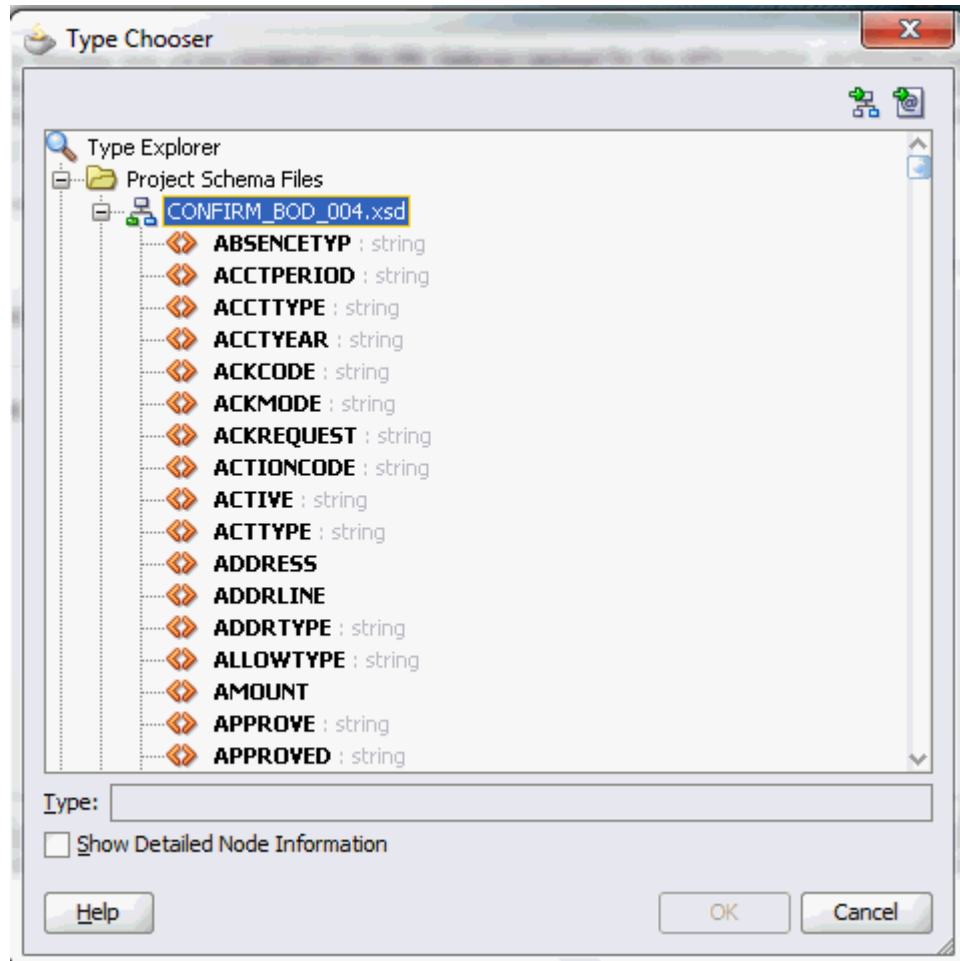 Type Chooser
Type Explorer
Project Schema Files
CONFIRM_BOD_004.xsd
ABSENCETYP : string
ACCTPERIOD : string
ACCTTYPE : string
ACCTYEAR : string
ACKCODE : string
ACKMODE : string
ACKREQUEST : string
ACTIONCODE : string
ACTIVE : string
ACTTYPE : string
ADDRESS
ADDRLINE
ADDRTYPE : string
ALLOWTYPE : string
AMOUNT
APPROVE : string
APPROVED : string
Type:
Show Detailed Node Information
Help OK Cancel